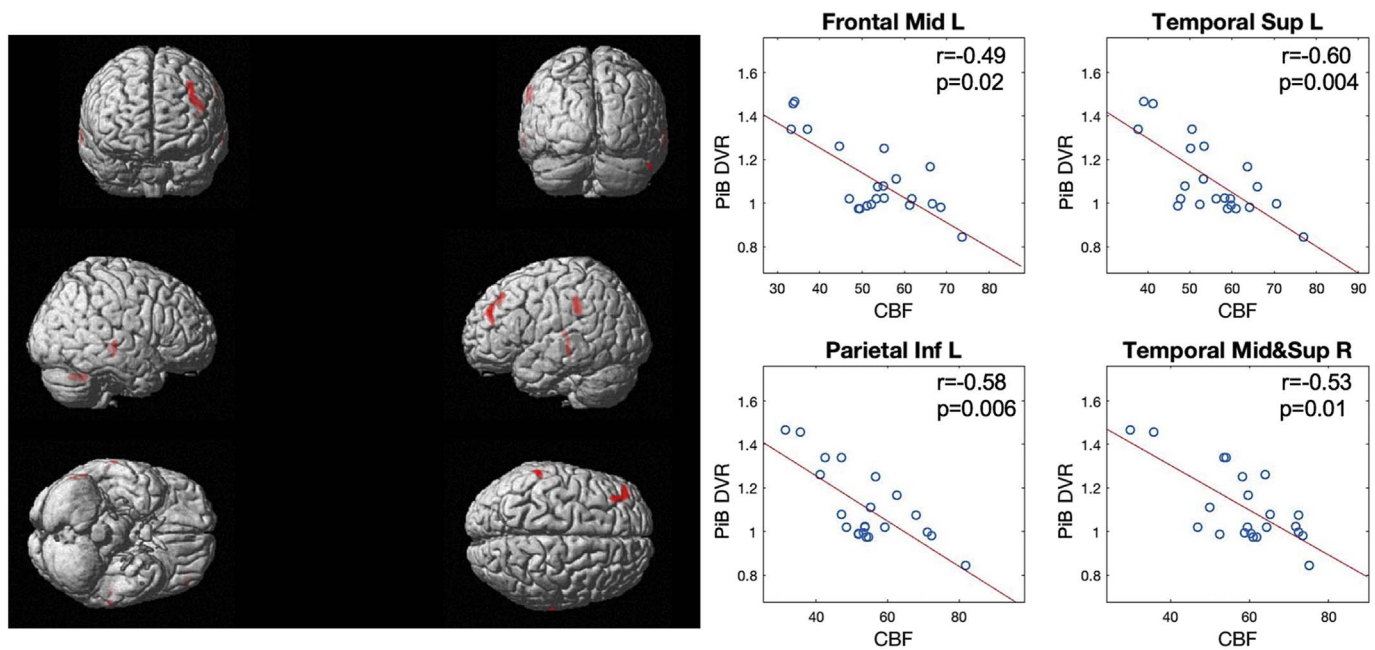 Frontal Mid L
r=-0.49
p=0.02
PiB DVR
1.6
1.4
1.2
1
0.8
30 40 50 60 70 80
CBF
Temporal Sup L
r=-0.60
p=0.004
PiB DVR
1.6
1.4
1.2
1
0.8
40 50 60 70 80 90
CBF
Parietal Inf L
r=-0.58
p=0.006
PiB DVR
1.6
1.4
1.2
1
0.8
40 60 80
CBF
Temporal Mid&Sup R
r=-0.53
p=0.01
PiB DVR
1.6
1.4
1.2
1
0.8
40 60 80
CBF